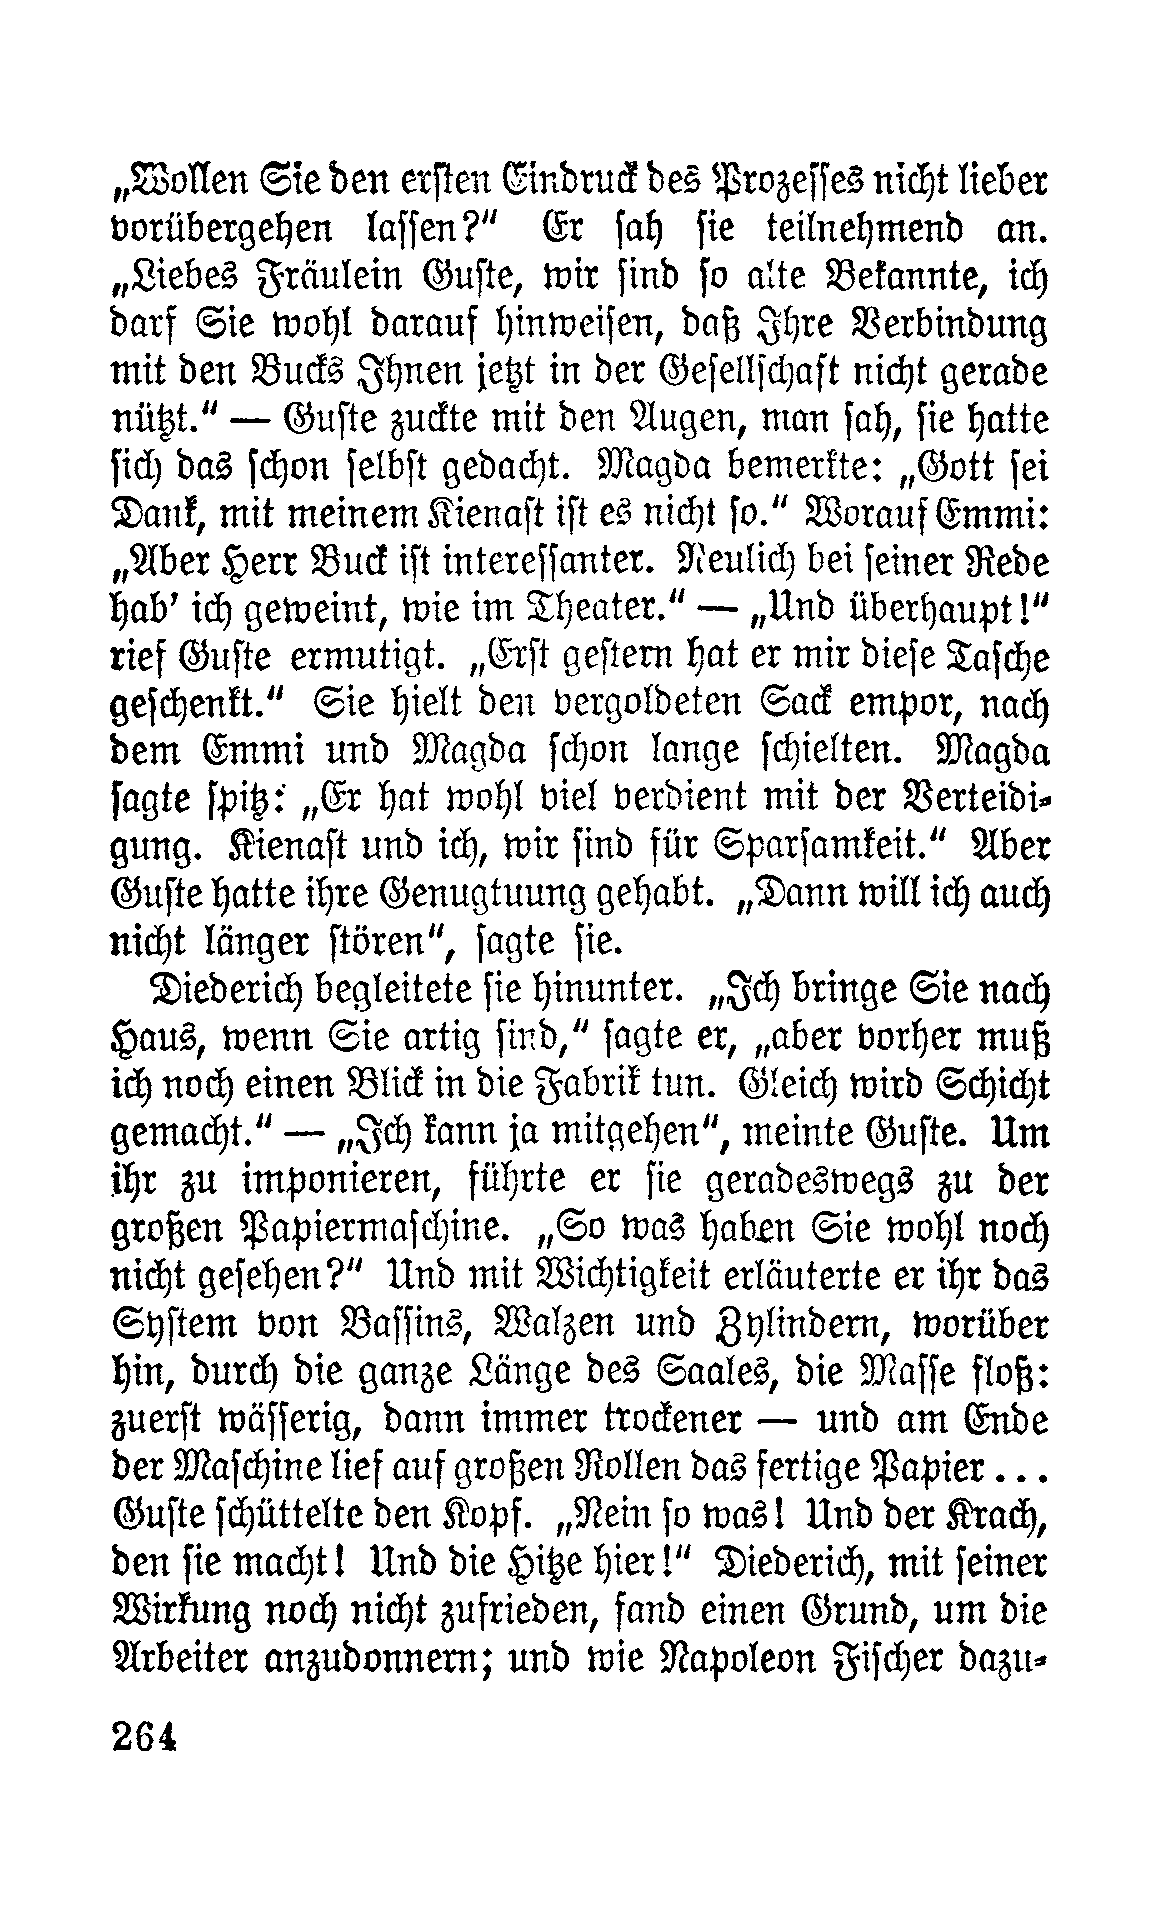 „Wollen Sie den ersten Eindruck des Prozesses nicht lieber
vorübergehen lassen?" Er sah sie teilnehmend an.
„Liebes Fräulein Guste, wir sind so alte Bekannte, ich
darf Sie wohl darauf hinweisen, daß Ihre Verbindung
mit den Bucks Ihnen jetzt in der Gesellschaft nicht gerade
nützt." — Guste zuckte mit den Augen, man sah, sie hatte
sich das schon selbst gedacht. Magda bemerkte: „Gott sei
Dank, mit meinem Kienast ist es nicht so." Worauf Emmi:
„Aber Herr Buck ist interessanter. Neulich bei seiner Rede
hab' ich geweint, wie im Theater." — „Und überhaupt!"
rief Guste ermutigt. „Erst gestern hat er mir diese Tasche
geschenkt." Sie hielt den vergoldeten Sack empor, nach
dem Emmi und Magda schon lange schielten. Magda
sagte spitz: „Er hat wohl viel verdient mit der Verteidi-
gung. Kienast und ich, wir sind für Sparsamkeit." Aber
Guste hatte ihre Genugtuung gehabt. „Dann will ich auch
nicht länger stören", sagte sie.
Diederich begleitete sie hinunter. „Ich bringe Sie nach
Haus, wenn Sie artig sind," sagte er, „aber vorher muß
ich noch einen Blick in die Fabrik tun. Gleich wird Schicht
gemacht." — „Ich kann ja mitgehen", meinte Guste. Um
ihr zu imponieren, führte er sie geradeswegs zu der
großen Papiermaschine. „So was haben Sie wohl noch
nicht gesehen?" Und mit Wichtigkeit erläuterte er ihr das
System von Bassins, Walzen und Zylindern, worüber
hin, durch die ganze Länge des Saales, die Masse floß:
zuerst wässerig, dann immer trockener — und am Ende
der Maschine lief auf großen Rollen das fertige Papier ...
Guste schüttelte den Kopf. „Nein so was! Und der Krach,
den sie macht! Und die Hitze hier!" Diederich, mit seiner
Wirkung noch nicht zufrieden, fand einen Grund, um die
Arbeiter anzudonnern; und wie Napoleon Fischer dazu-
264